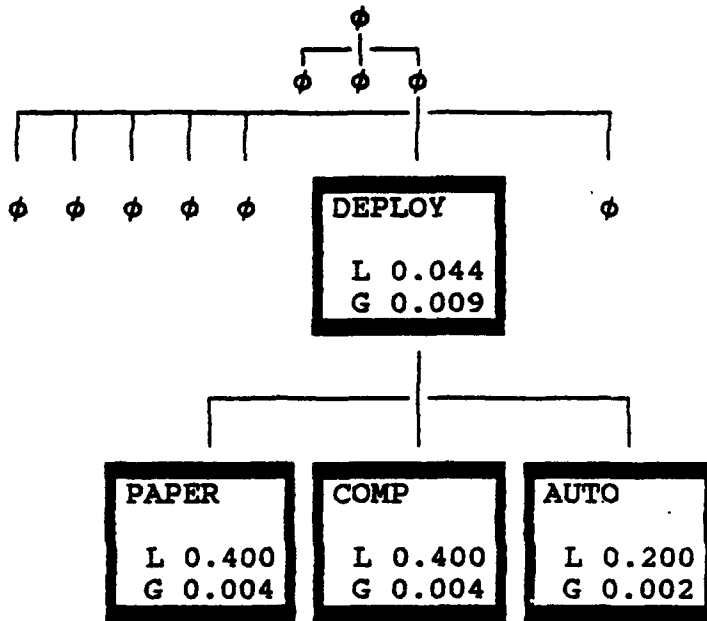 φ
φ φ φ
φ φ φ φ φ φ
DEPLOY
L 0.044
G 0.009
PAPER COMP AUTO
L 0.400 L 0.400 L 0.200
G 0.004 G 0.004 G 0.002